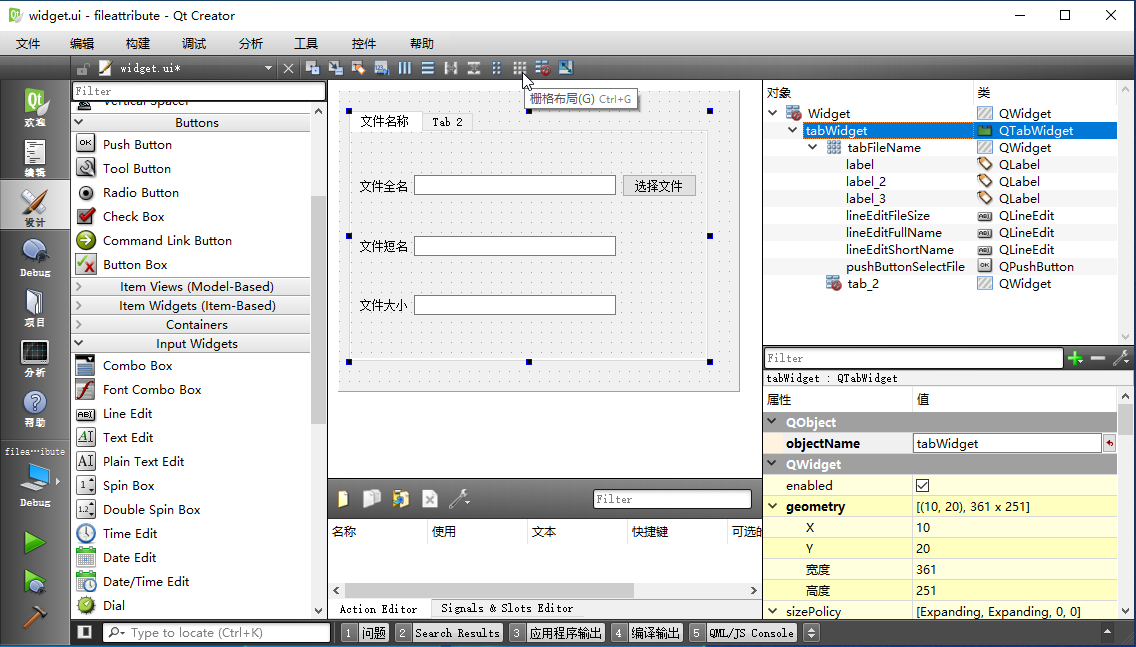 widget.ui - fileattribute - Qt Creator
文件 编辑 构建 调试 分析 工具 控件 帮助
widget.ui*
栅格布局(G) Ctrl+G
欢迎
编辑
设计
Debug
项目
分析
帮助
filea…ibute
Debug
Filter
Vertical Spacer
Buttons
Push Button
Tool Button
Radio Button
Check Box
Command Link Button
Button Box
Item Views (Model-Based)
Item Widgets (Item-Based)
Containers
Input Widgets
Combo Box
Font Combo Box
Line Edit
Text Edit
Plain Text Edit
Spin Box
Double Spin Box
Time Edit
Date Edit
Date/Time Edit
Dial
文件名称 Tab 2
文件全名 选择文件
文件短名
文件大小
Filter
名称 使用 文本 快捷键 可选的
Action Editor Signals & Slots Editor
对象 类
Widget QWidget
tabWidget QTabWidget
tabFileName QWidget
label QLabel
label_2 QLabel
label_3 QLabel
lineEditFileSize QLineEdit
lineEditFullName QLineEdit
lineEditShortName QLineEdit
pushButtonSelectFile QPushButton
tab_2 QWidget
Filter
tabWidget : QTabWidget
属性 值
QObject
objectName tabWidget
QWidget
enabled
geometry [(10, 20), 361 x 251]
X 10
Y 20
宽度 361
高度 251
sizePolicy [Expanding, Expanding, 0, 0]
Type to locate (Ctrl+K) 1 问题 2 Search Results 3 应用程序输出 4 编译输出 5 QML/JS Console